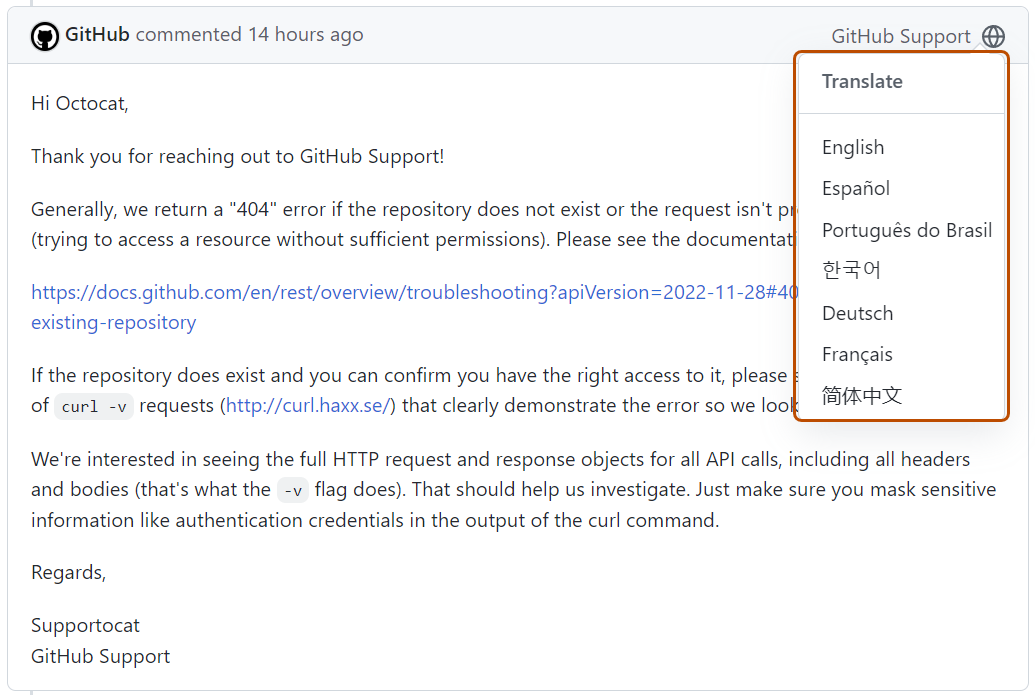 GitHub commented 14 hours ago
GitHub Support
Translate
English
Español
Português do Brasil
한국어
Deutsch
Français
简体中文
Hi Octocat,
Thank you for reaching out to GitHub Support!
Generally, we return a "404" error if the repository does not exist or the request isn't
(trying to access a resource without sufficient permissions). Please see the
https://docs.github.com/en/rest/overview/troubleshooting?apiVersion=2022-11-28#40
existing-repository
If the repository does exist and you can confirm you have the right access to it, please
of curl -v requests (http://curl.haxx.se/) that clearly demonstrate the error so we
We're interested in seeing the full HTTP request and response objects for all API calls, including all headers
and bodies (that's what the -v flag does). That should help us investigate. Just make sure you mask sensitive
information like authentication credentials in the output of the curl command.
Regards,
Supportocat
GitHub Support